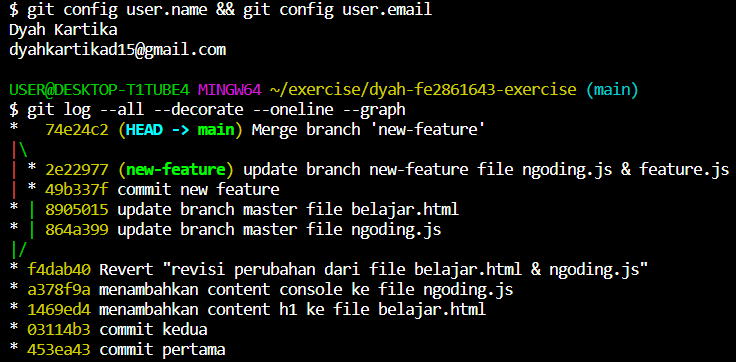 $ git config user.name && git config user.email
Dyah Kartika
dyahkartikad15@gmail.com
USER@DESKTOP-T1TUBE4 MINGW64 ~/exercise/dyah-fe2861643-exercise (main)
$ git log --all --decorate --oneline --graph
*   74e24c2 (HEAD -> main) Merge branch 'new-feature'
|\
| * 2e22977 (new-feature) update branch new-feature file ngoding.js & feature.js
| * 49b337f commit new feature
* | 8905015 update branch master file belajar.html
* | 864a399 update branch master file ngoding.js
|/
* f4dab40 Revert "revisi perubahan dari file belajar.html & ngoding.js"
* a378f9a menambahkan content console ke file ngoding.js
* 1469ed4 menambahkan content h1 ke file belajar.html
* 03114b3 commit kedua
* 453ea43 commit pertama